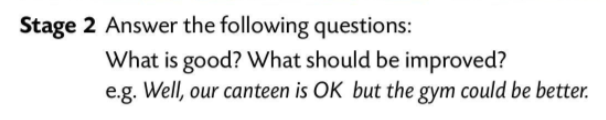 Stage 2 Answer the following questions:
What is good? What should be improved?
e.g. Well, our canteen is OK but the gym could be better.